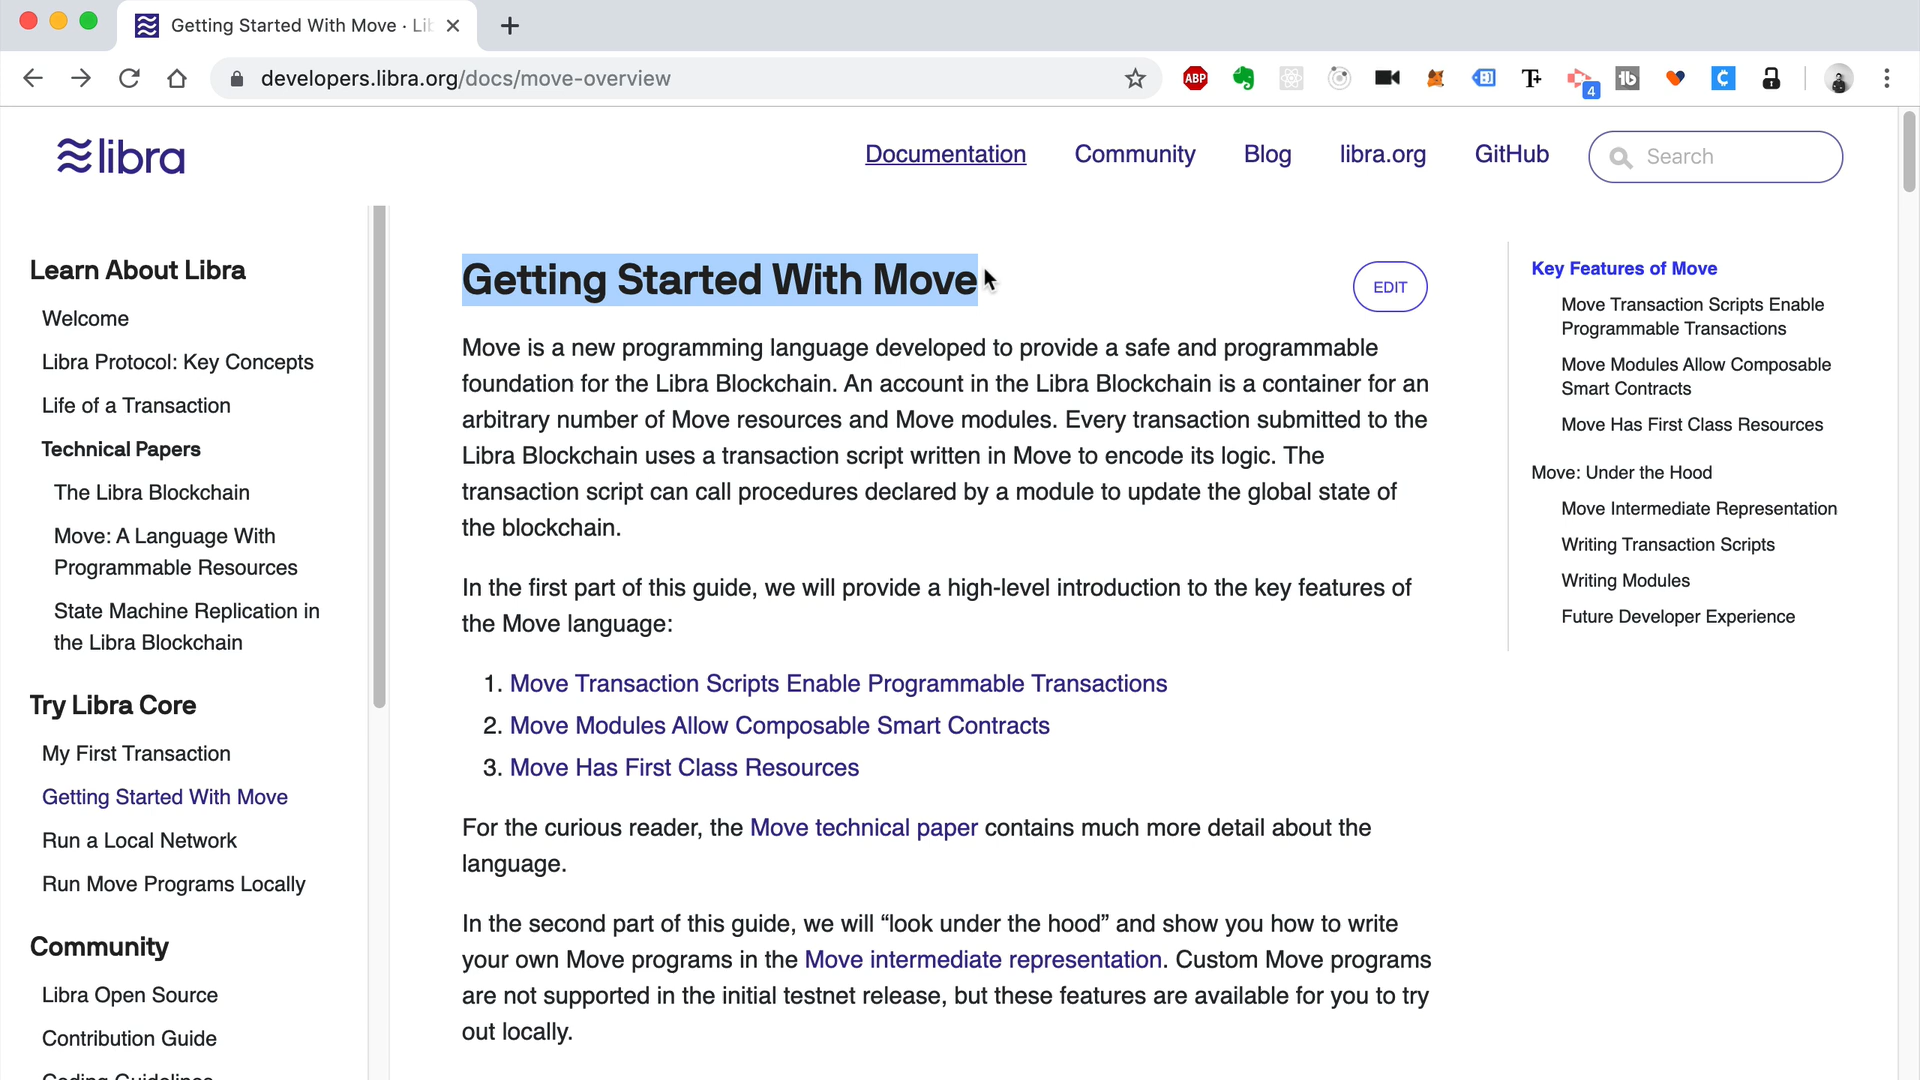 Getting Started With Move · Lib
developers.libra.org/docs/move-overview
ABP
T
4
tb
libra
Documentation
Community
Blog
libra.org
GitHub
Search
Learn About Libra
Welcome
Libra Protocol: Key Concepts
Life of a Transaction
Technical Papers
The Libra Blockchain
Move: A Language With
Programmable Resources
State Machine Replication in
the Libra Blockchain
Try Libra Core
My First Transaction
Getting Started With Move
Run a Local Network
Run Move Programs Locally
Community
Libra Open Source
Contribution Guide
Coding Guidelines
Getting Started With Move
EDIT
Move is a new programming language developed to provide a safe and programmable
foundation for the Libra Blockchain. An account in the Libra Blockchain is a container for an
arbitrary number of Move resources and Move modules. Every transaction submitted to the
Libra Blockchain uses a transaction script written in Move to encode its logic. The
transaction script can call procedures declared by a module to update the global state of
the blockchain.
In the first part of this guide, we will provide a high-level introduction to the key features of
the Move language:
1. Move Transaction Scripts Enable Programmable Transactions
2. Move Modules Allow Composable Smart Contracts
3. Move Has First Class Resources
For the curious reader, the Move technical paper contains much more detail about the
language.
In the second part of this guide, we will “look under the hood” and show you how to write
your own Move programs in the Move intermediate representation. Custom Move programs
are not supported in the initial testnet release, but these features are available for you to try
out locally.
Key Features of Move
Move Transaction Scripts Enable
Programmable Transactions
Move Modules Allow Composable
Smart Contracts
Move Has First Class Resources
Move: Under the Hood
Move Intermediate Representation
Writing Transaction Scripts
Writing Modules
Future Developer Experience